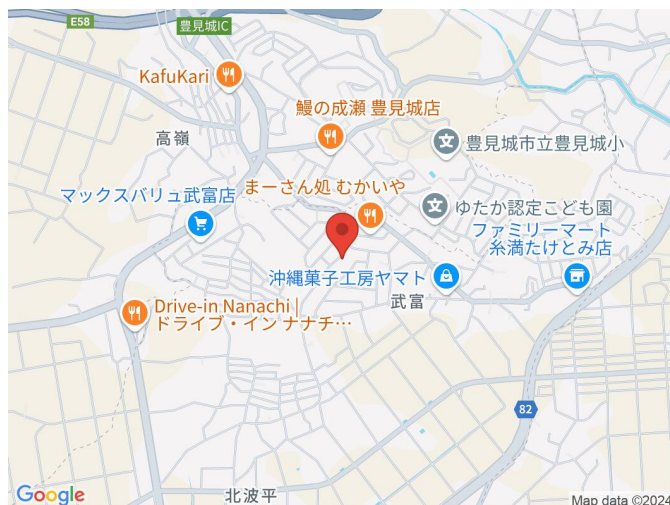 E58
豊見城IC
KafuKari
鰻の成瀬 豊見城店
高嶺
豊見城市立豊見城小
まーさん処 むかいや
マックスバリュ武富店
ゆたか認定こども園
ファミリーマート
糸満たけとみ店
沖縄菓子工房ヤマト
武富
Drive-in Nanachi |
ドライブ・イン ナナチ…
82
北波平
Google
Map data ©2024